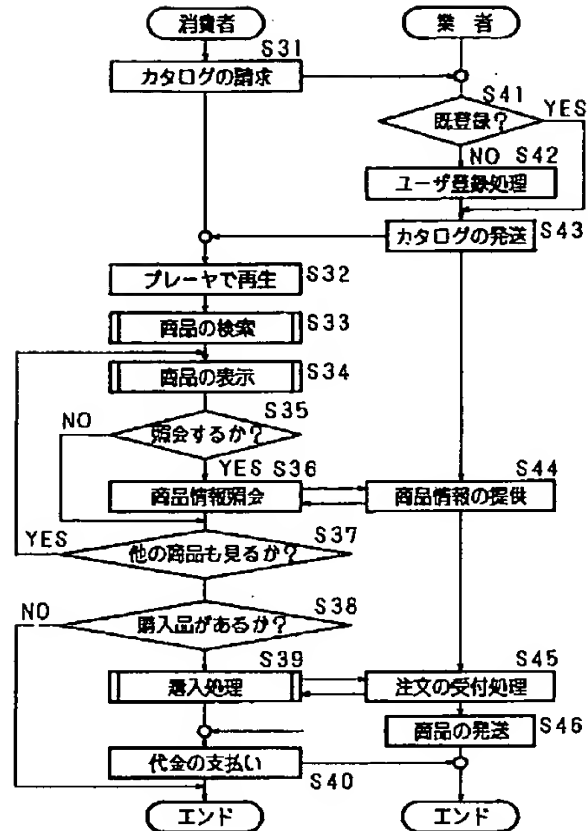 消費者
業者
S31
カタログの請求
S41
既登録?
YES
NO S42
ユーザ登録処理
カタログの発送
S43
プレーヤで再生
S32
商品の検索
S33
商品の表示
S34
S35
NO
照会するか?
YES S36
商品情報照会
S44
商品情報の提供
S37
YES
他の商品も見るか?
S38
NO
購入品があるか?
S39
購入処理
S45
注文の受付処理
商品の発送
S46
代金の支払い
S40
エンド
エンド